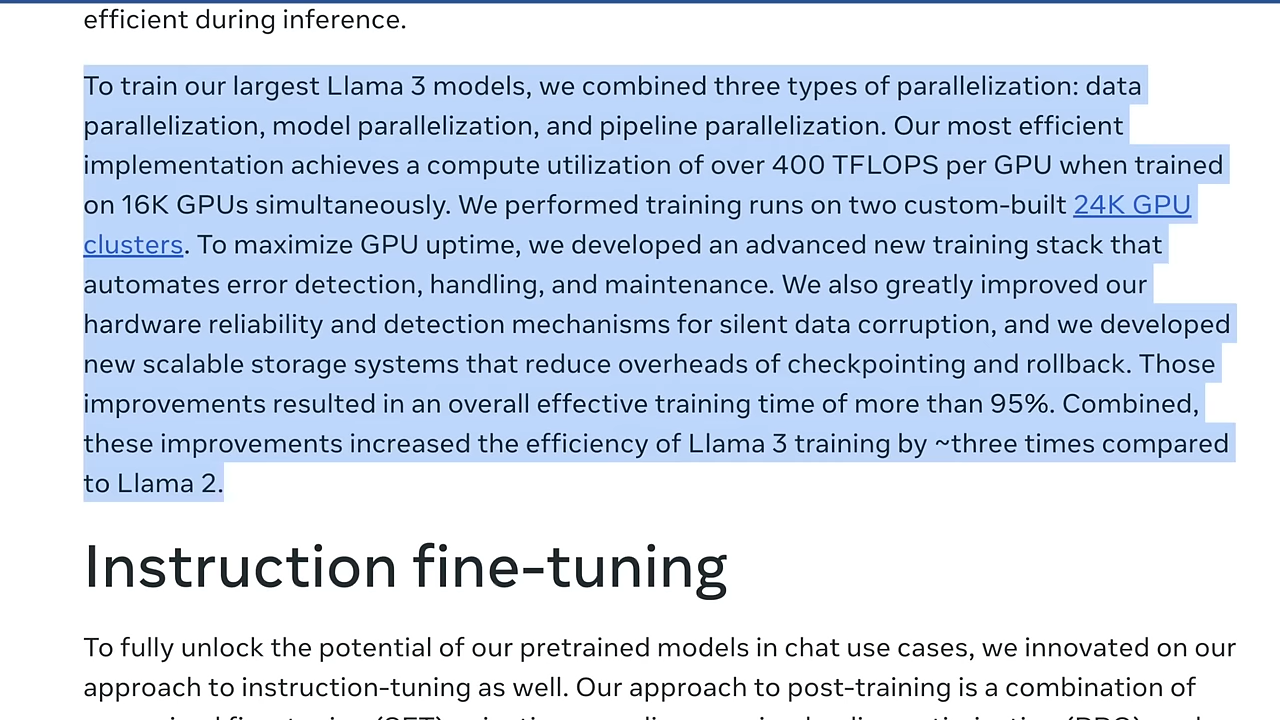 efficient during inference.
To train our largest Llama 3 models, we combined three types of parallelization: data
parallelization, model parallelization, and pipeline parallelization. Our most efficient
implementation achieves a compute utilization of over 400 TFLOPS per GPU when trained
on 16K GPUs simultaneously. We performed training runs on two custom-built 24K GPU
clusters. To maximize GPU uptime, we developed an advanced new training stack that
automates error detection, handling, and maintenance. We also greatly improved our
hardware reliability and detection mechanisms for silent data corruption, and we developed
new scalable storage systems that reduce overheads of checkpointing and rollback. Those
improvements resulted in an overall effective training time of more than 95%. Combined,
these improvements increased the efficiency of Llama 3 training by ~three times compared
to Llama 2.
Instruction fine-tuning
To fully unlock the potential of our pretrained models in chat use cases, we innovated on our
approach to instruction-tuning as well. Our approach to post-training is a combination of